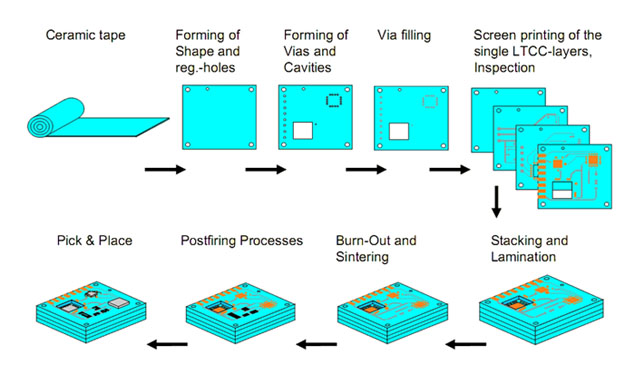 Ceramic tape
Forming of
Shape and
reg.-holes
Forming of
Vias and
Cavities
Via filling
Screen printing of the
single LTCC-layers,
Inspection
Pick & Place
Postfiring Processes
Burn-Out and
Sintering
Stacking and
Lamination